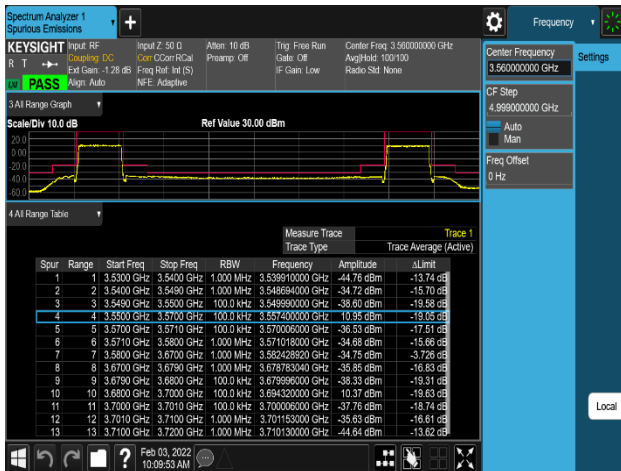 Spectrum Analyzer 1
Spurious Emissions
Frequency
KEYSIGHT Input: RF Input Z: 50 Ω Atten: 10 dB Trig: Free Run Center Freq: 3.560000000 GHz
R T Coupling: DC Corr CCorr RCal Preamp: Off Gate: Off Avg|Hold: 100/100
Ext Gain: -1.28 dB Freq Ref: Int (S) IF Gain: Low Radio Std: None
PASS Align: Auto NFE: Adaptive
Center Frequency
3.560000000 GHz
Settings
CF Step
4.999000000 GHz
Auto
Man
Freq Offset
0 Hz
3 All Range Graph
Scale/Div 10.0 dB Ref Value 30.00 dBm
20.0
0.00
-20.0
-40.0
-60.0
4 All Range Table
Measure Trace Trace 1
Trace Type Trace Average (Active)
Spur Range Start Freq Stop Freq RBW Frequency Amplitude ΔLimit
1 1 3.5300 GHz 3.5400 GHz 1.000 MHz 3.539910000 GHz -44.76 dBm -13.74 dB
2 2 3.5400 GHz 3.5490 GHz 1.000 MHz 3.548694000 GHz -34.72 dBm -15.70 dB
3 3 3.5490 GHz 3.5500 GHz 100.0 kHz 3.549990000 GHz -38.60 dBm -19.58 dB
4 4 3.5500 GHz 3.5700 GHz 100.0 kHz 3.557400000 GHz 10.95 dBm -19.05 dB
5 5 3.5700 GHz 3.5710 GHz 100.0 kHz 3.570006000 GHz -36.53 dBm -17.51 dB
6 6 3.5710 GHz 3.5800 GHz 1.000 MHz 3.571018000 GHz -34.68 dBm -15.66 dB
7 7 3.5800 GHz 3.6700 GHz 1.000 MHz 3.582428920 GHz -34.75 dBm -3.726 dB
8 8 3.6700 GHz 3.6790 GHz 1.000 MHz 3.678783040 GHz -35.85 dBm -16.83 dB
9 9 3.6790 GHz 3.6800 GHz 100.0 kHz 3.679996000 GHz -38.33 dBm -19.31 dB
10 10 3.6800 GHz 3.7000 GHz 100.0 kHz 3.694320000 GHz 10.37 dBm -19.63 dB
11 11 3.7000 GHz 3.7010 GHz 100.0 kHz 3.700006000 GHz -37.76 dBm -18.74 dB
12 12 3.7010 GHz 3.7100 GHz 1.000 MHz 3.701153000 GHz -35.63 dBm -16.61 dB
13 13 3.7100 GHz 3.7200 GHz 1.000 MHz 3.710130000 GHz -44.64 dBm -13.62 dB
Local
Feb 03, 2022
10:09:53 AM